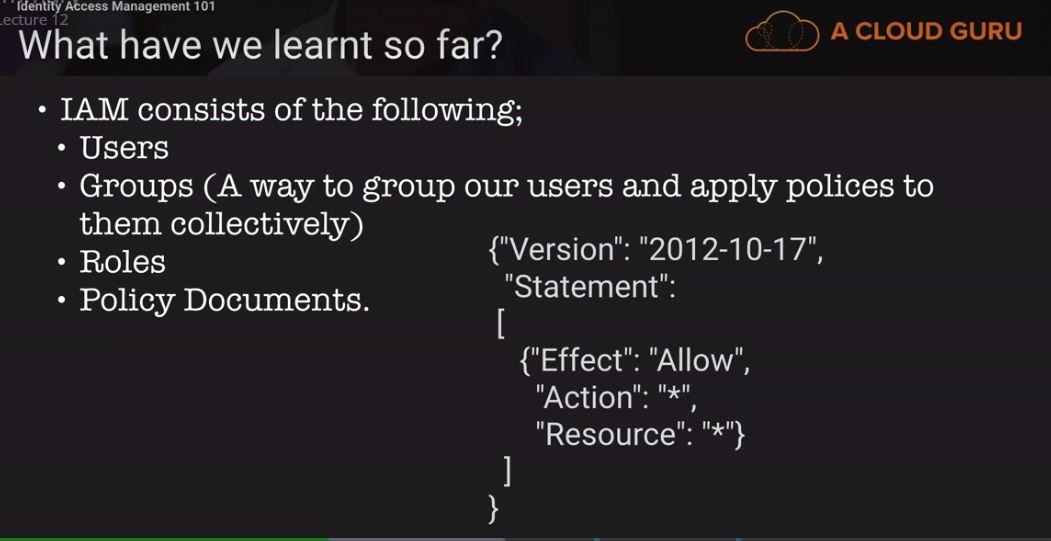 Identity Access Management 101
Lecture 12
What have we learnt so far?
A CLOUD GURU
• IAM consists of the following;
• Users
• Groups (A way to group our users and apply polices to
them collectively)
• Roles
• Policy Documents.
{"Version": "2012-10-17",
"Statement":
[
{"Effect": "Allow",
"Action": "*",
"Resource": "*"}
]
}